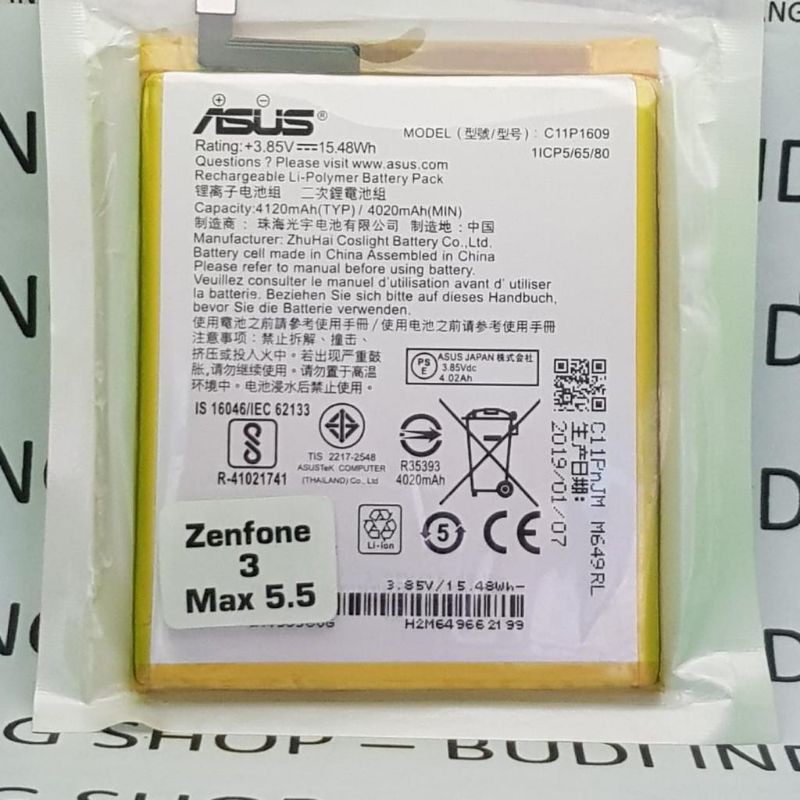 ASUS®
MODEL (型號/型号): C11P1609
Rating:+3.85V⎓15.48Wh
1ICP5/65/80
Questions ? Please visit www.asus.com
Rechargeable Li-Polymer Battery Pack
锂离子电池组 二次鋰電池組
Capacity:4120mAh(TYP) / 4020mAh(MIN)
制造商: 珠海光宇电池有限公司 制造地:中国
Manufacturer: ZhuHai Coslight Battery Co.,Ltd.
Battery cell made in China Assembled in China
Please refer to manual before using battery.
Veuillez consulter le manuel d'utilisation avant d' utiliser
la batterie. Beziehen Sie sich bitte auf dieses Handbuch,
bevor Sie die Batterie verwenden.
使用電池之前請參考使用手冊 / 使用电池之前请参考使用手冊
注意事项: 禁止拆解、撞击、
挤压或投入火中。若出现严重鼓
胀,请勿继续使用。请勿置于高温
环境中。电池浸水后禁止使用。
PS
E
ASUS JAPAN 株式会社
3.85Vdc
4.02Ah
IS 16046/IEC 62133
R-41021741
TIS 2217-2548
ASUSTeK COMPUTER
(THAILAND) Co., Ltd
R35393
4020mAh
C11PnJM M649RL
生产日期:
2019/01/07
Li-ion
5
CE
Zenfone
3
Max 5.5
3.85V/15.48Wh-
H2M649662199
G SHOP – BUDI IND